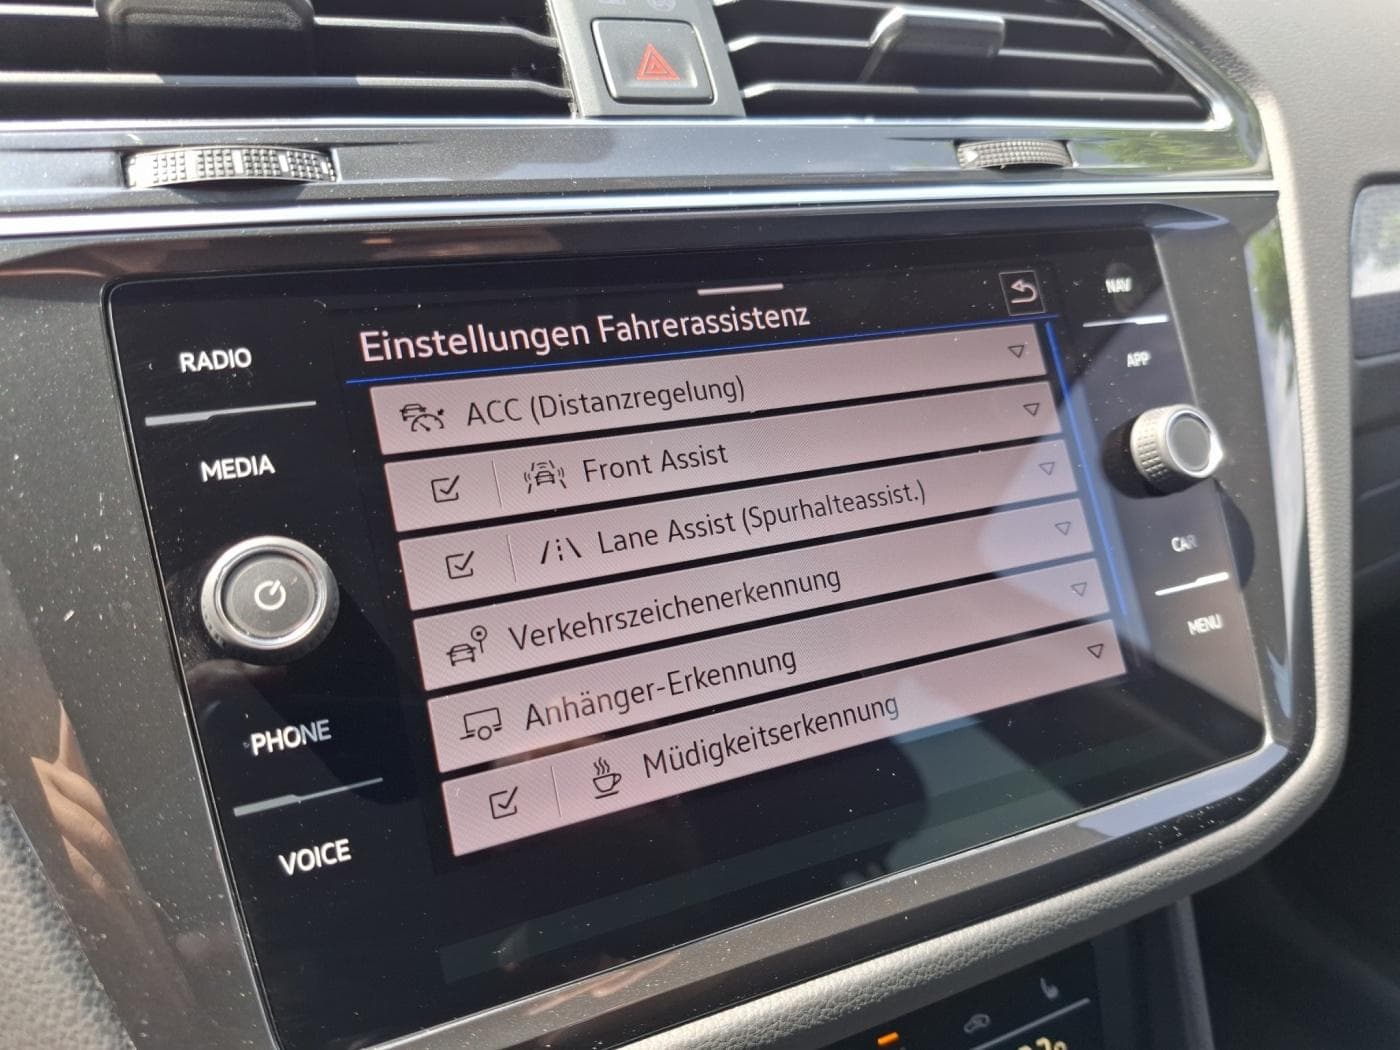 RADIO
MEDIA
PHONE
VOICE
Einstellungen Fahrerassistenz
ACC (Distanzregelung)
Front Assist
Lane Assist (Spurhalteassist.)
Verkehrszeichenerkennung
Anhänger-Erkennung
Müdigkeitserkennung
NAV
APP
CAR
MENU